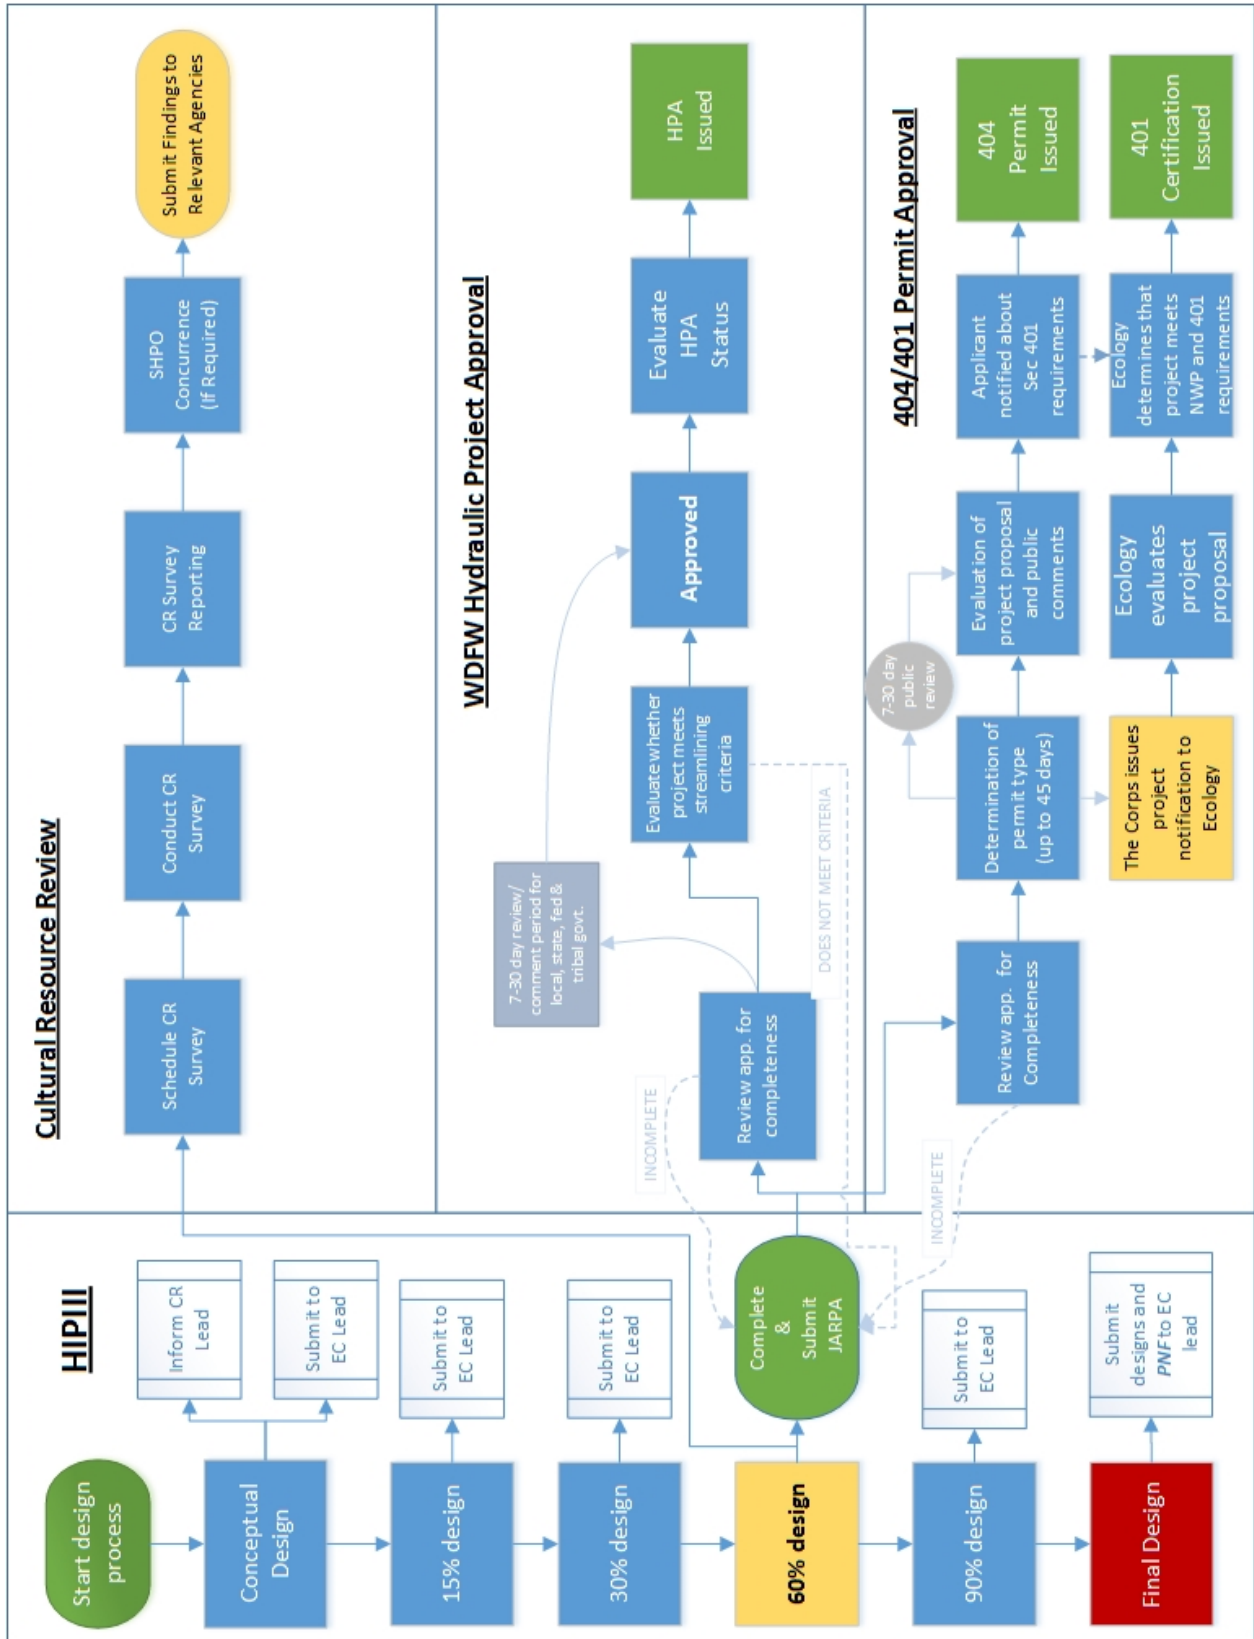 HIPIII
Start design
process
Conceptual
Design
Inform CR
Lead
Submit to
EC Lead
15% design
Submit to
EC Lead
30% design
Submit to
EC Lead
60% design
Complete
&
Submit
JARPA
90% design
Submit to
EC Lead
Final Design
Submit
designs and
PNF to EC
lead
Cultural Resource Review
Schedule CR
Survey
Conduct CR
Survey
CR Survey
Reporting
SHPO
Concurrence
(If Required)
Submit Findings to
Relevant Agencies
WDFW Hydraulic Project Approval
INCOMPLETE
Review app. for
completeness
7-30 day review/
comment period for
local, state, fed &
tribal govt.
Evaluate whether
project meets
streamlining
criteria
DOES NOT MEET CRITERIA
Approved
Evaluate
HPA
Status
HPA
Issued
404/401 Permit Approval
INCOMPLETE
Review app. for
Completeness
Determination of
permit type
(up to 45 days)
7-30 day
public
review
Evaluation of
project proposal
and public
comments
Applicant
notified about
Sec 401
requirements
404
Permit
Issued
The Corps issues
project
notification to
Ecology
Ecology
evaluates
project
proposal
Ecology
determines that
project meets
NWP and 401
requirements
401
Certification
Issued